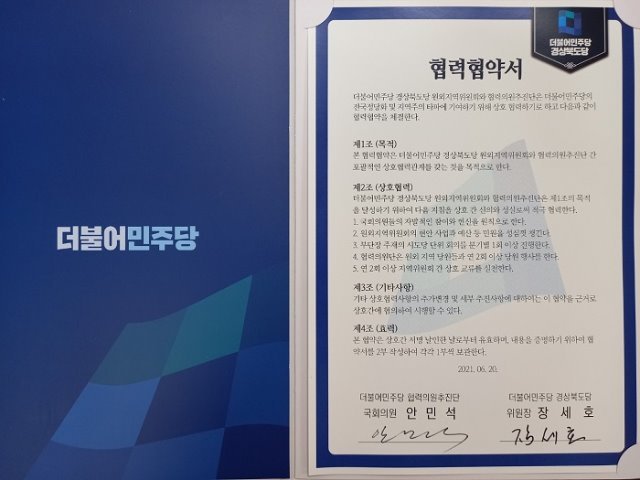 더불어민주당
더불어민주당
경상북도당
협력협약서
더불어민주당 경상북도당 원외지역위원회와 협력의원추진단은 더불어민주당의
전국정당화 및 지역주의 타파에 기여하기 위해 상호 협력하기로 하고 다음과 같이
협력협약을 체결한다.
제1조 (목적)
본 협력협약은 더불어민주당 경상북도당 원외지역위원회와 협력의원추진단 간
포괄적인 상호협력관계를 갖는 것을 목적으로 한다.
제2조 (상호협력)
더불어민주당 경상북도당 원외지역위원회와 협력의원추진단은 제1조의 목적
을 달성하기 위하여 다음 지침을 상호 간 신의와 성실로써 적극 협력한다.
1. 국회의원들의 자발적인 참여와 헌신을 원칙으로 한다.
2. 원외지역위원회의 현안 사업과 예산 등 민원을 성심껏 챙긴다.
3. 부단장 주재의 시도당 단위 회의를 분기별 1회 이상 진행한다.
4. 협력의원단은 원외 지역 당원들과 연 2회 이상 당원 행사를 한다.
5. 연 2회 이상 지역위원회 간 상호 교류를 실천한다.
제3조 (기타사항)
기타 상호협력사항의 추가변경 및 세부 추진사항에 대하여는 이 협약을 근거로
상호간에 협의하여 시행할 수 있다.
제4조 (효력)
본 협약은 상호간 서명 날인한 날로부터 유효하며, 내용을 증명하기 위하여 협
약서를 2부 작성하여 각각 1부씩 보관한다.
2021. 06. 20.
더불어민주당 협력의원추진단 더불어민주당 경상북도당
국회의원 안 민 석 위원장 장 세 호
안민석 장세호